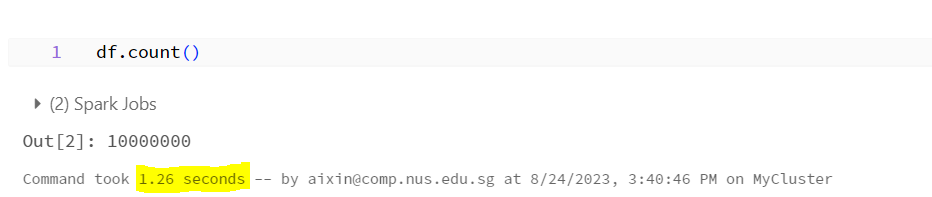 1 df.count()
(2) Spark Jobs
Out[2]: 10000000
Command took 1.26 seconds -- by aixin@comp.nus.edu.sg at 8/24/2023, 3:40:46 PM on MyCluster